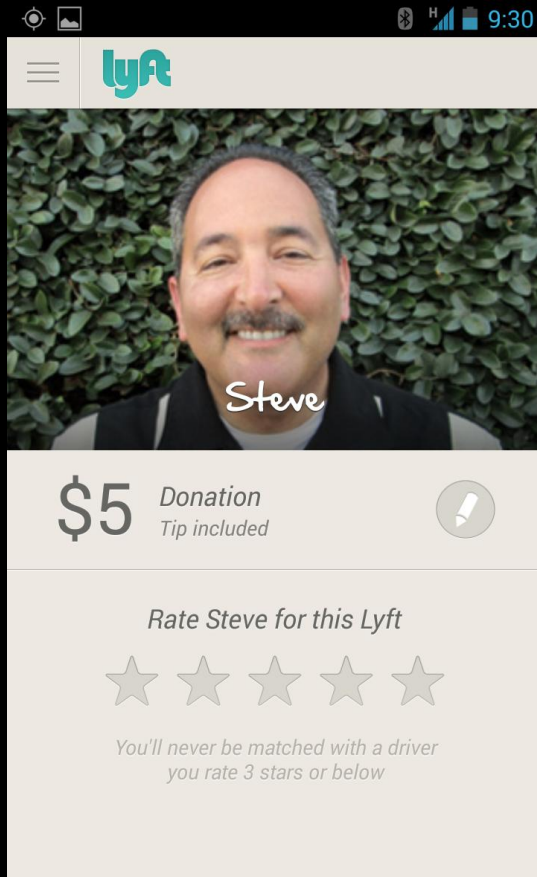 H 9:30
lyft
Steve
$5 Donation
Tip included
Rate Steve for this Lyft
You'll never be matched with a driver
you rate 3 stars or below